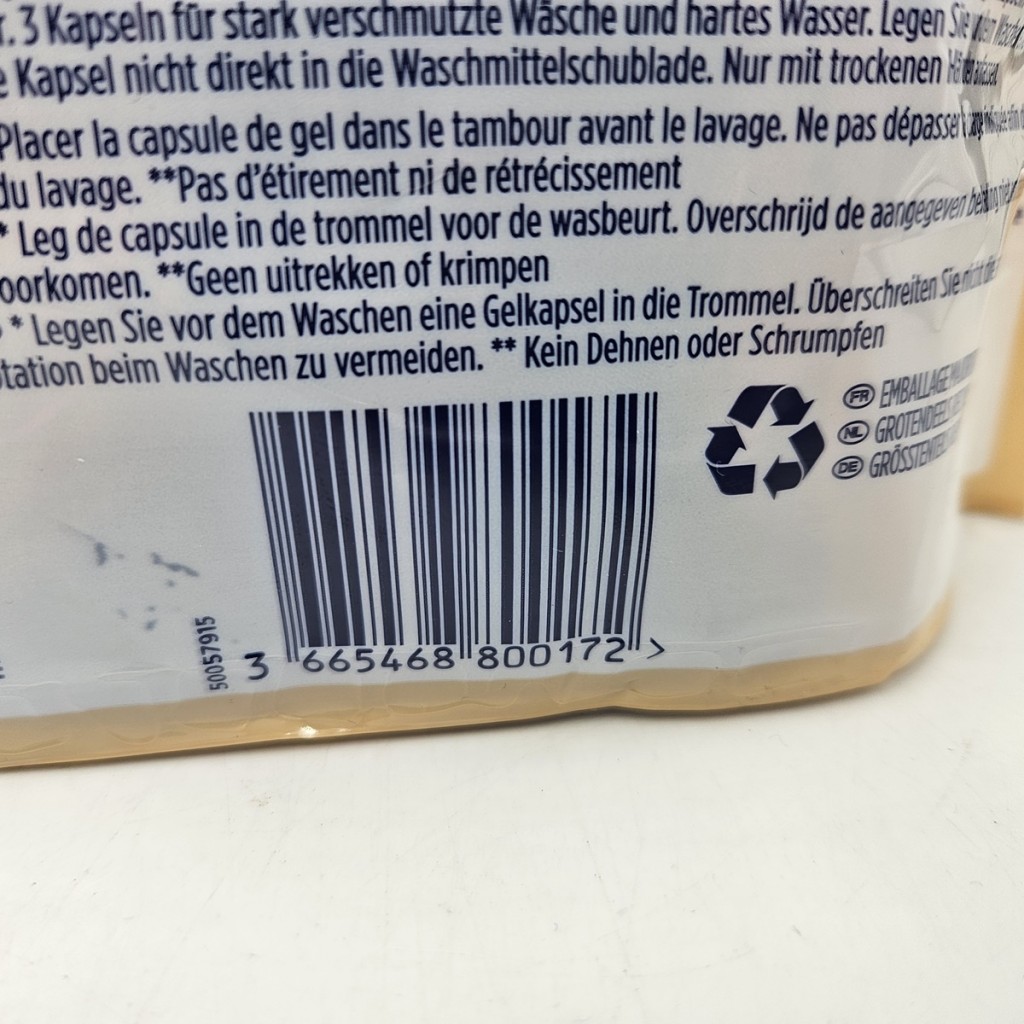 r. 3 Kapseln für stark verschmutzte Wäsche und hartes Wasser. Legen Sie
Kapsel nicht direkt in die Waschmittelschublade. Nur mit trockenen
Placer la capsule de gel dans le tambour avant le lavage. Ne pas dépasser
du lavage. **Pas d'étirement ni de rétrécissement
* Leg de capsule in de trommel voor de wasbeurt. Overschrijd de aangegeven
oorkomen. **Geen uitrekken of krimpen
* Legen Sie vor dem Waschen eine Gelkapsel in die Trommel. Überschreiten Sie nicht die
tation beim Waschen zu vermeiden. ** Kein Dehnen oder Schrumpfen
FR EMBALLAGE
NL GROTENDEELS
DE GRÖSSTENTEILS
50057915
3 665468 800172 >